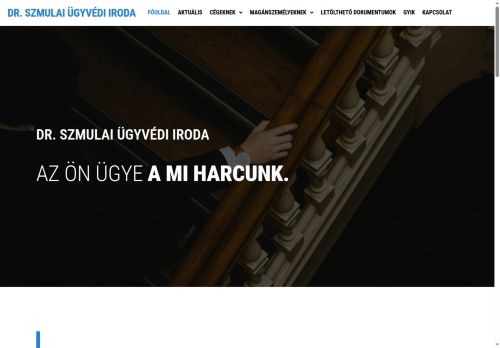 DR. SZMULAI ÜGYVÉDI IRODA
FŐOLDAL AKTUÁLIS CÉGEKNEK MAGÁNSZEMÉLYEKNEK LETÖLTHETŐ DOKUMENTUMOK GYIK KAPCSOLAT
DR. SZMULAI ÜGYVÉDI IRODA
AZ ÖN ÜGYE A MI HARCUNK.